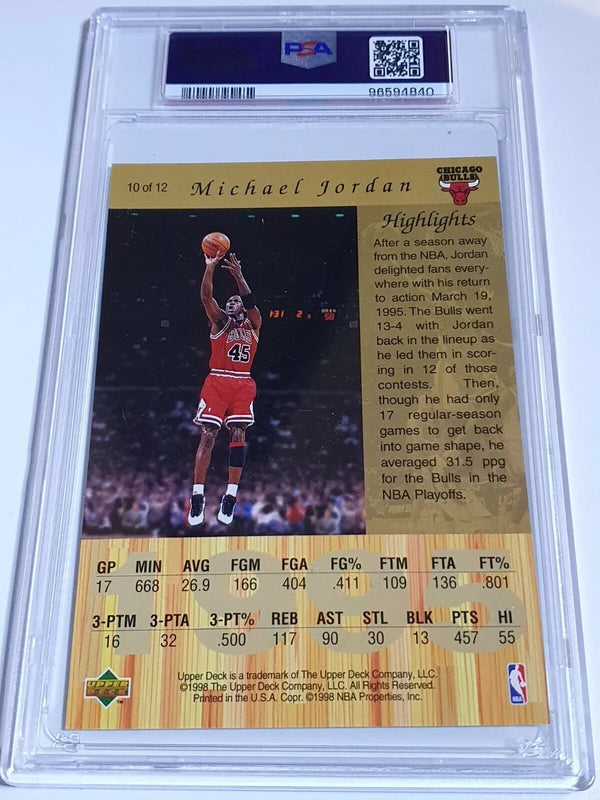 PSA
96594840
10 of 12
Michael Jordan
CHICAGO
BULLS
Highlights
After a season away
from the NBA, Jordan
delighted fans every-
where with his return
to action March 19,
1995. The Bulls went
13-4 with Jordan
back in the lineup as
he led them in scor-
ing in 12 of those
contests. Then,
though he had only
17 regular-season
games to get back
into game shape, he
averaged 31.5 ppg
for the Bulls in the
NBA Playoffs.
BULLS
45
1995
GP MIN AVG FGM FGA FG% FTM FTA FT%
17 668 26.9 166 404 .411 109 136 .801
3-PTM 3-PTA 3-PT% REB AST STL BLK PTS HI
16 32 .500 117 90 30 13 457 55
UPPER
DECK
TM
Upper Deck is a trademark of The Upper Deck Company, LLC.
©1998 The Upper Deck Company, LLC. All Rights Reserved.
Printed in the U.S.A. Copr. ©1998 NBA Properties, Inc.
NBA